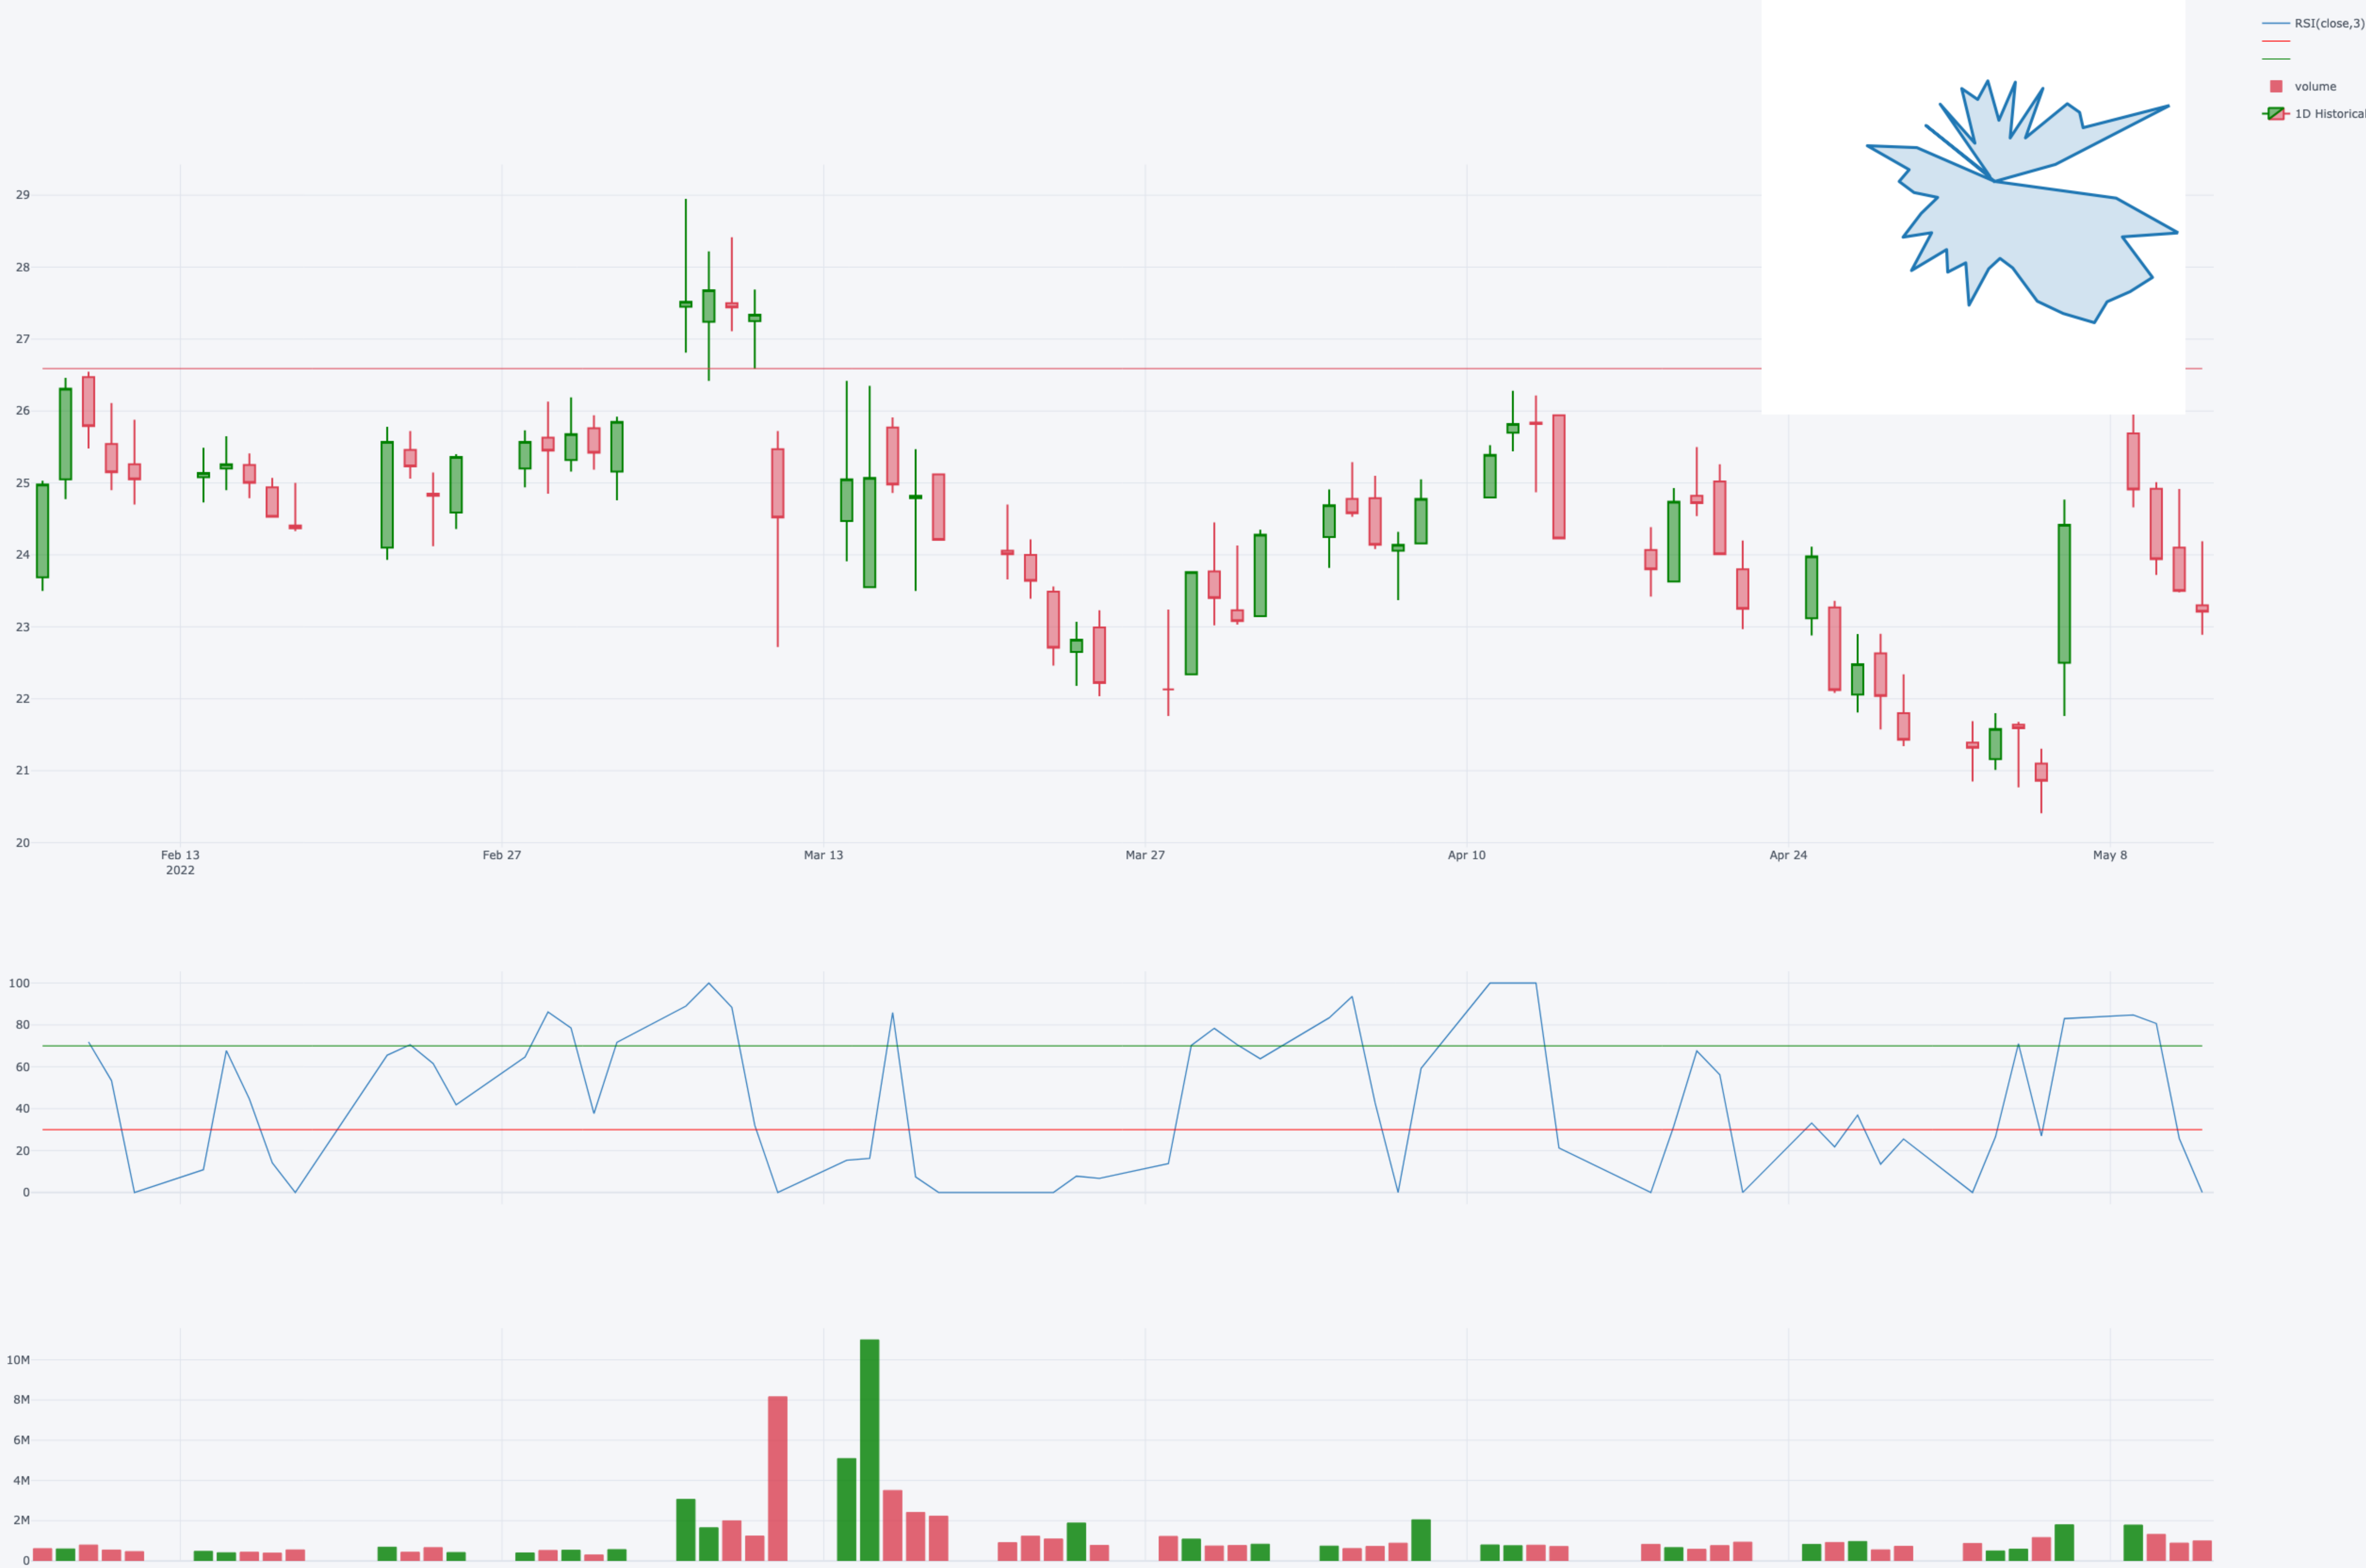 RSI(close,3)
volume
1D Historical
29
28
27
26
25
24
23
22
21
20
Feb 13
2022
Feb 27
Mar 13
Mar 27
Apr 10
Apr 24
May 8
100
80
60
40
20
0
10M
8M
6M
4M
2M
0